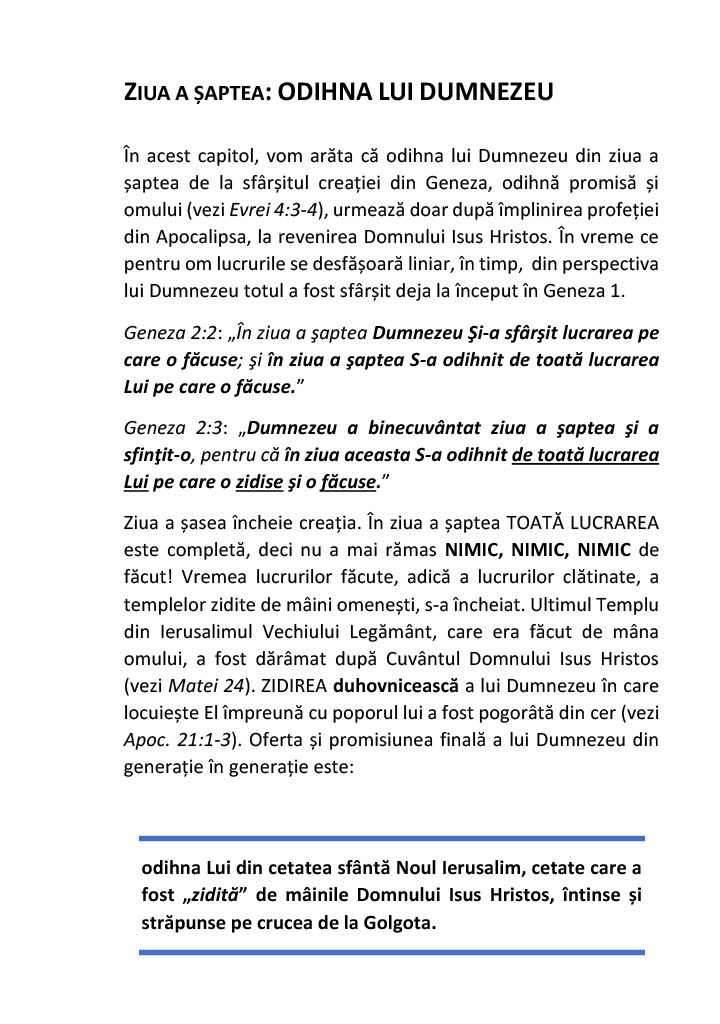 ZIUA A ȘAPTEA: ODIHNA LUI DUMNEZEU
În acest capitol, vom arăta că odihna lui Dumnezeu din ziua a
șaptea de la sfârșitul creației din Geneza, odihnă promisă și
omului (vezi Evrei 4:3-4), urmează doar după împlinirea profeției
din Apocalipsa, la revenirea Domnului Isus Hristos. În vreme ce
pentru om lucrurile se desfășoară liniar, în timp, din perspectiva
lui Dumnezeu totul a fost sfârșit deja la început în Geneza 1.
Geneza 2:2: „În ziua a şaptea Dumnezeu Şi-a sfârşit lucrarea pe
care o făcuse; şi în ziua a şaptea S-a odihnit de toată lucrarea
Lui pe care o făcuse.”
Geneza 2:3: „Dumnezeu a binecuvântat ziua a şaptea şi a
sfinţit-o, pentru că în ziua aceasta S-a odihnit de toată lucrarea
Lui pe care o zidise şi o făcuse.”
Ziua a șasea încheie creația. În ziua a șaptea TOATĂ LUCRAREA
este completă, deci nu a mai rămas NIMIC, NIMIC, NIMIC de
făcut! Vremea lucrurilor făcute, adică a lucrurilor clătinate, a
templelor zidite de mâini omenești, s-a încheiat. Ultimul Templu
din Ierusalimul Vechiului Legământ, care era făcut de mâna
omului, a fost dărâmat după Cuvântul Domnului Isus Hristos
(vezi Matei 24). ZIDIREA duhovnicească a lui Dumnezeu în care
locuiește El împreună cu poporul lui a fost pogorâtă din cer (vezi
Apoc. 21:1-3). Oferta și promisiunea finală a lui Dumnezeu din
generație în generație este:
odihna Lui din cetatea sfântă Noul Ierusalim, cetate care a
fost „zidită” de mâinile Domnului Isus Hristos, întinse și
străpunse pe crucea de la Golgota.